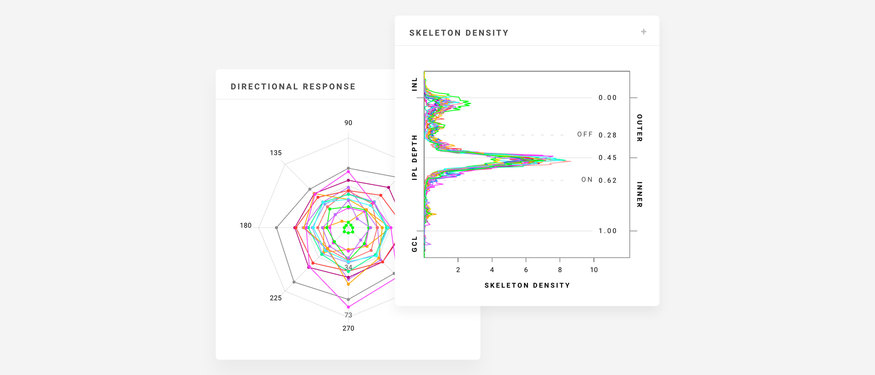 DIRECTIONAL RESPONSE
90
135
180
225
34
73
270
SKELETON DENSITY
+
INL
IPL DEPTH
GCL
0.00
OFF 0.28
0.45
ON 0.62
1.00
OUTER
INNER
2 4 6 8 10
SKELETON DENSITY